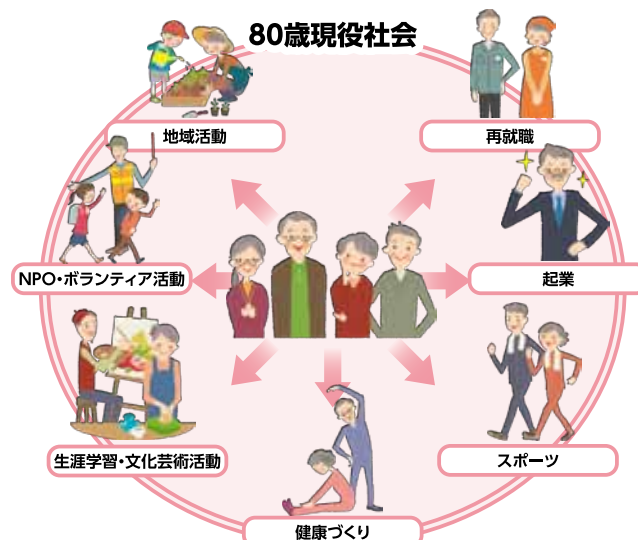 80歳現役社会
地域活動
再就職
NPO・ボランティア活動
起業
生涯学習・文化芸術活動
スポーツ
健康づくり